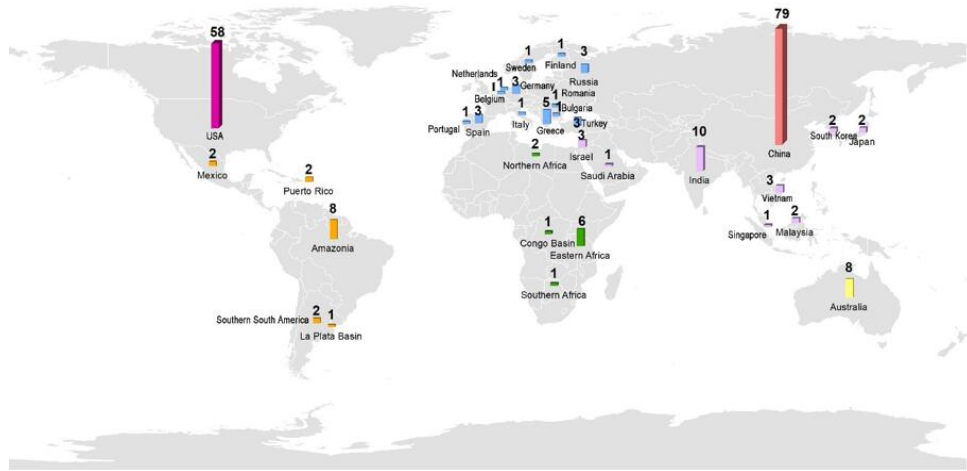 58
USA
2
Mexico
2
Puerto Rico
8
Amazonia
2
Southern South America
1
La Plata Basin
1
Sweden
1
Finland
3
Russia
Netherlands
1
1
Belgium
3
Germany
1
Romania
1
Bulgaria
1
Portugal
3
Spain
1
Italy
5
Greece
3
Turkey
3
Israel
2
Northern Africa
1
Saudi Arabia
1
Congo Basin
6
Eastern Africa
1
Southern Africa
10
India
79
China
2
South Korea
2
Japan
3
Vietnam
1
Singapore
2
Malaysia
8
Australia